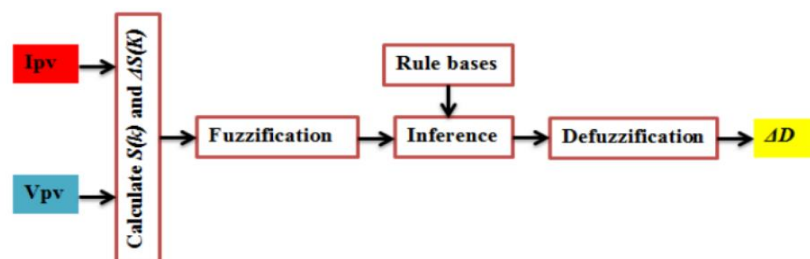 Ipv
Vpv
Calculate S(k) and ΔS(K)
Fuzzification
Rule bases
Inference
Defuzzification
ΔD